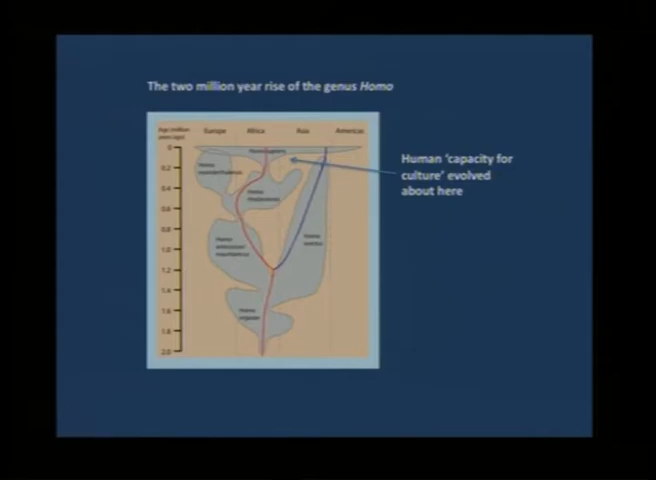 The two million year rise of the genus Homo
Age (million
years ago)
Europe Africa Asia Americas
0
0.2
0.4
0.6
0.8
1.0
1.2
1.4
1.6
1.8
2.0
Homo sapiens
Homo
neanderthalensis
Homo
Homo
antecessor/
mauritanicus
Homo
erectus
Homo
ergaster
Human 'capacity for
culture' evolved
about here